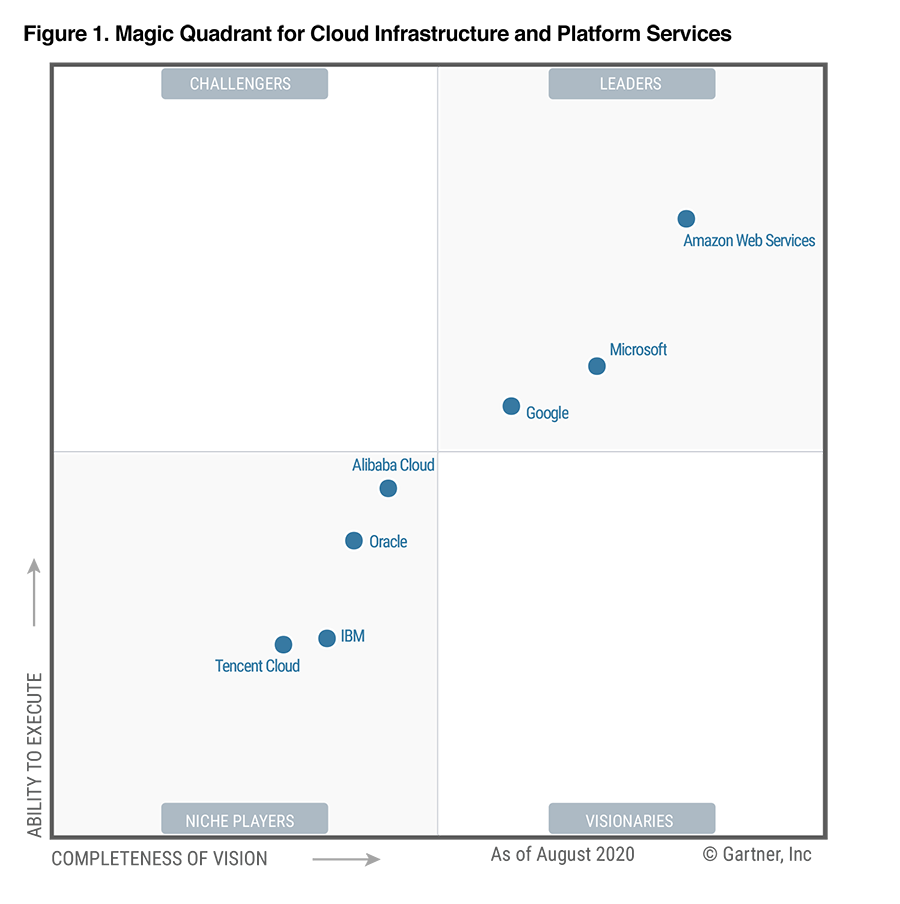 Figure 1. Magic Quadrant for Cloud Infrastructure and Platform Services
CHALLENGERS
LEADERS
Amazon Web Services
Microsoft
Google
Alibaba Cloud
Oracle
IBM
Tencent Cloud
ABILITY TO EXECUTE
NICHE PLAYERS
VISIONARIES
COMPLETENESS OF VISION
As of August 2020
© Gartner, Inc